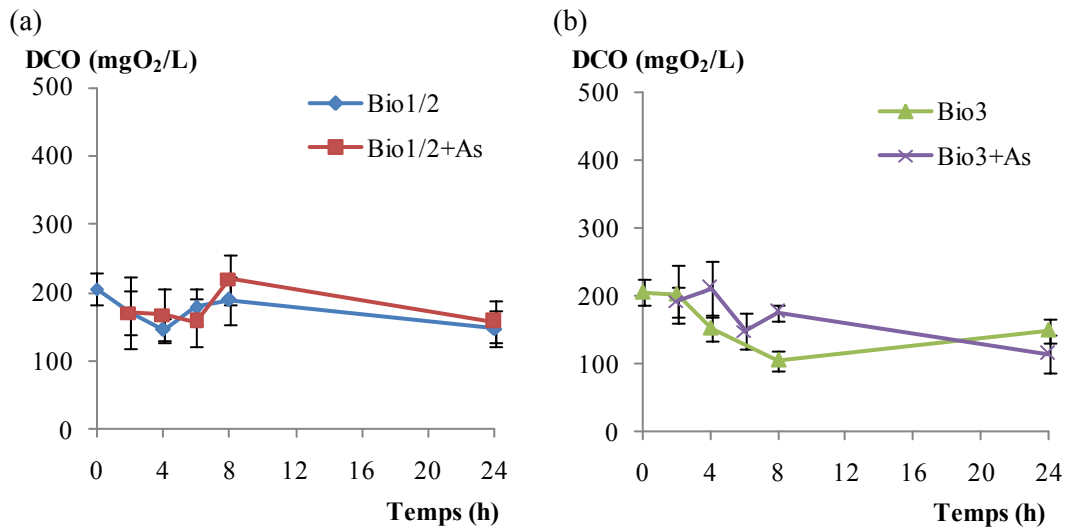 (a)
DCO (mgO₂/L)
500
400
300
200
100
0
0 4 8 12 16 20 24
Temps (h)
Bio1/2
Bio1/2+As
(b)
DCO (mgO₂/L)
500
400
300
200
100
0
0 4 8 12 16 20 24
Temps (h)
Bio3
Bio3+As